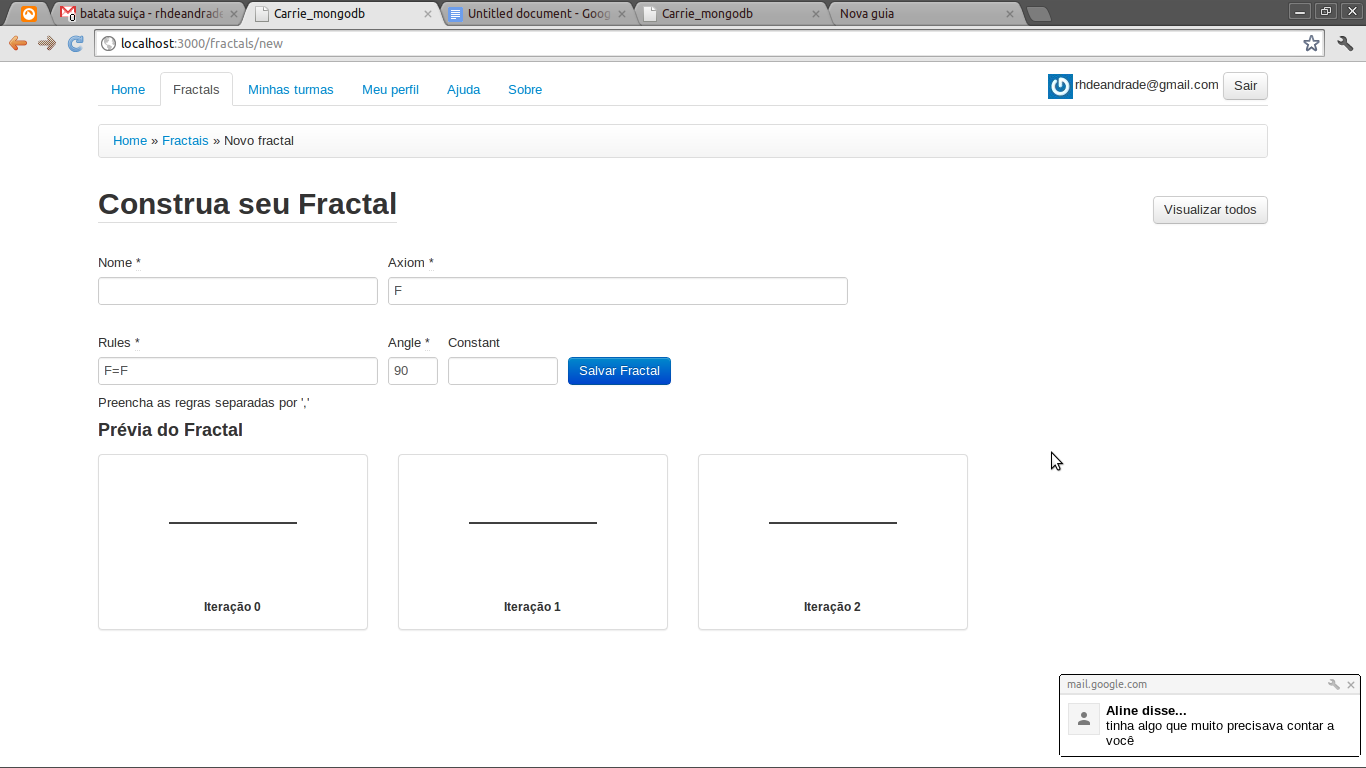 batata suiça - rhdeandrade
Carrie_mongodb
Untitled document - Goog
Carrie_mongodb
Nova guia
localhost:3000/fractals/new
Home Fractals Minhas turmas Meu perfil Ajuda Sobre
rhdeandrade@gmail.com Sair
Home » Fractais » Novo fractal
Construa seu Fractal
Visualizar todos
Nome * Axiom *
F
Rules * Angle * Constant
F=F 90 Salvar Fractal
Preencha as regras separadas por ','
Prévia do Fractal
Iteração 0 Iteração 1 Iteração 2
mail.google.com
Aline disse...
tinha algo que muito precisava contar a
você